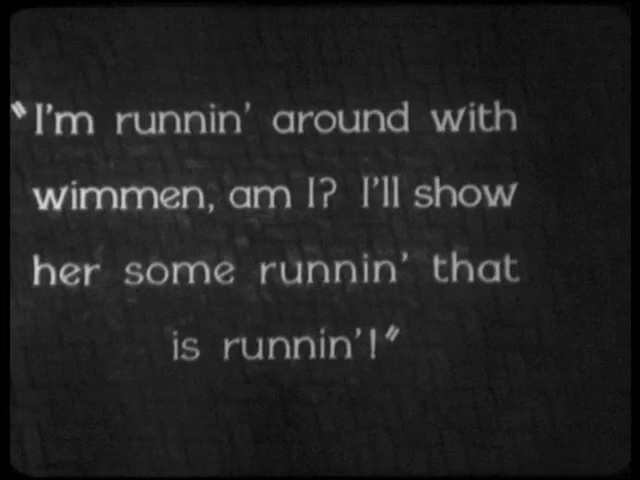 "I'm runnin' around with
wimmen, am I? I'll show
her some runnin' that
is runnin'!"